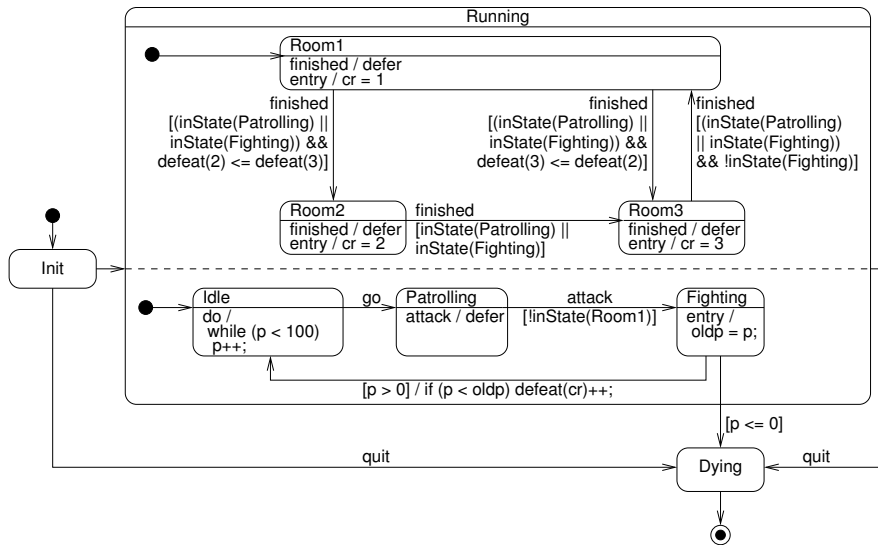 Running
Room1
finished / defer
entry / cr = 1
finished
[(inState(Patrolling) ||
inState(Fighting)) &&
defeat(2) <= defeat(3)]
finished
[(inState(Patrolling) ||
inState(Fighting)) &&
defeat(3) <= defeat(2)]
finished
[(inState(Patrolling)
|| inState(Fighting))
&& !inState(Fighting)]
Room2
finished / defer
entry / cr = 2
finished
[inState(Patrolling) ||
inState(Fighting)]
Room3
finished / defer
entry / cr = 3
Init
Idle
do /
while (p < 100)
p++;
go
Patrolling
attack / defer
attack
[!inState(Room1)]
Fighting
entry /
oldp = p;
[p > 0] / if (p < oldp) defeat(cr)++;
[p <= 0]
quit
Dying
quit